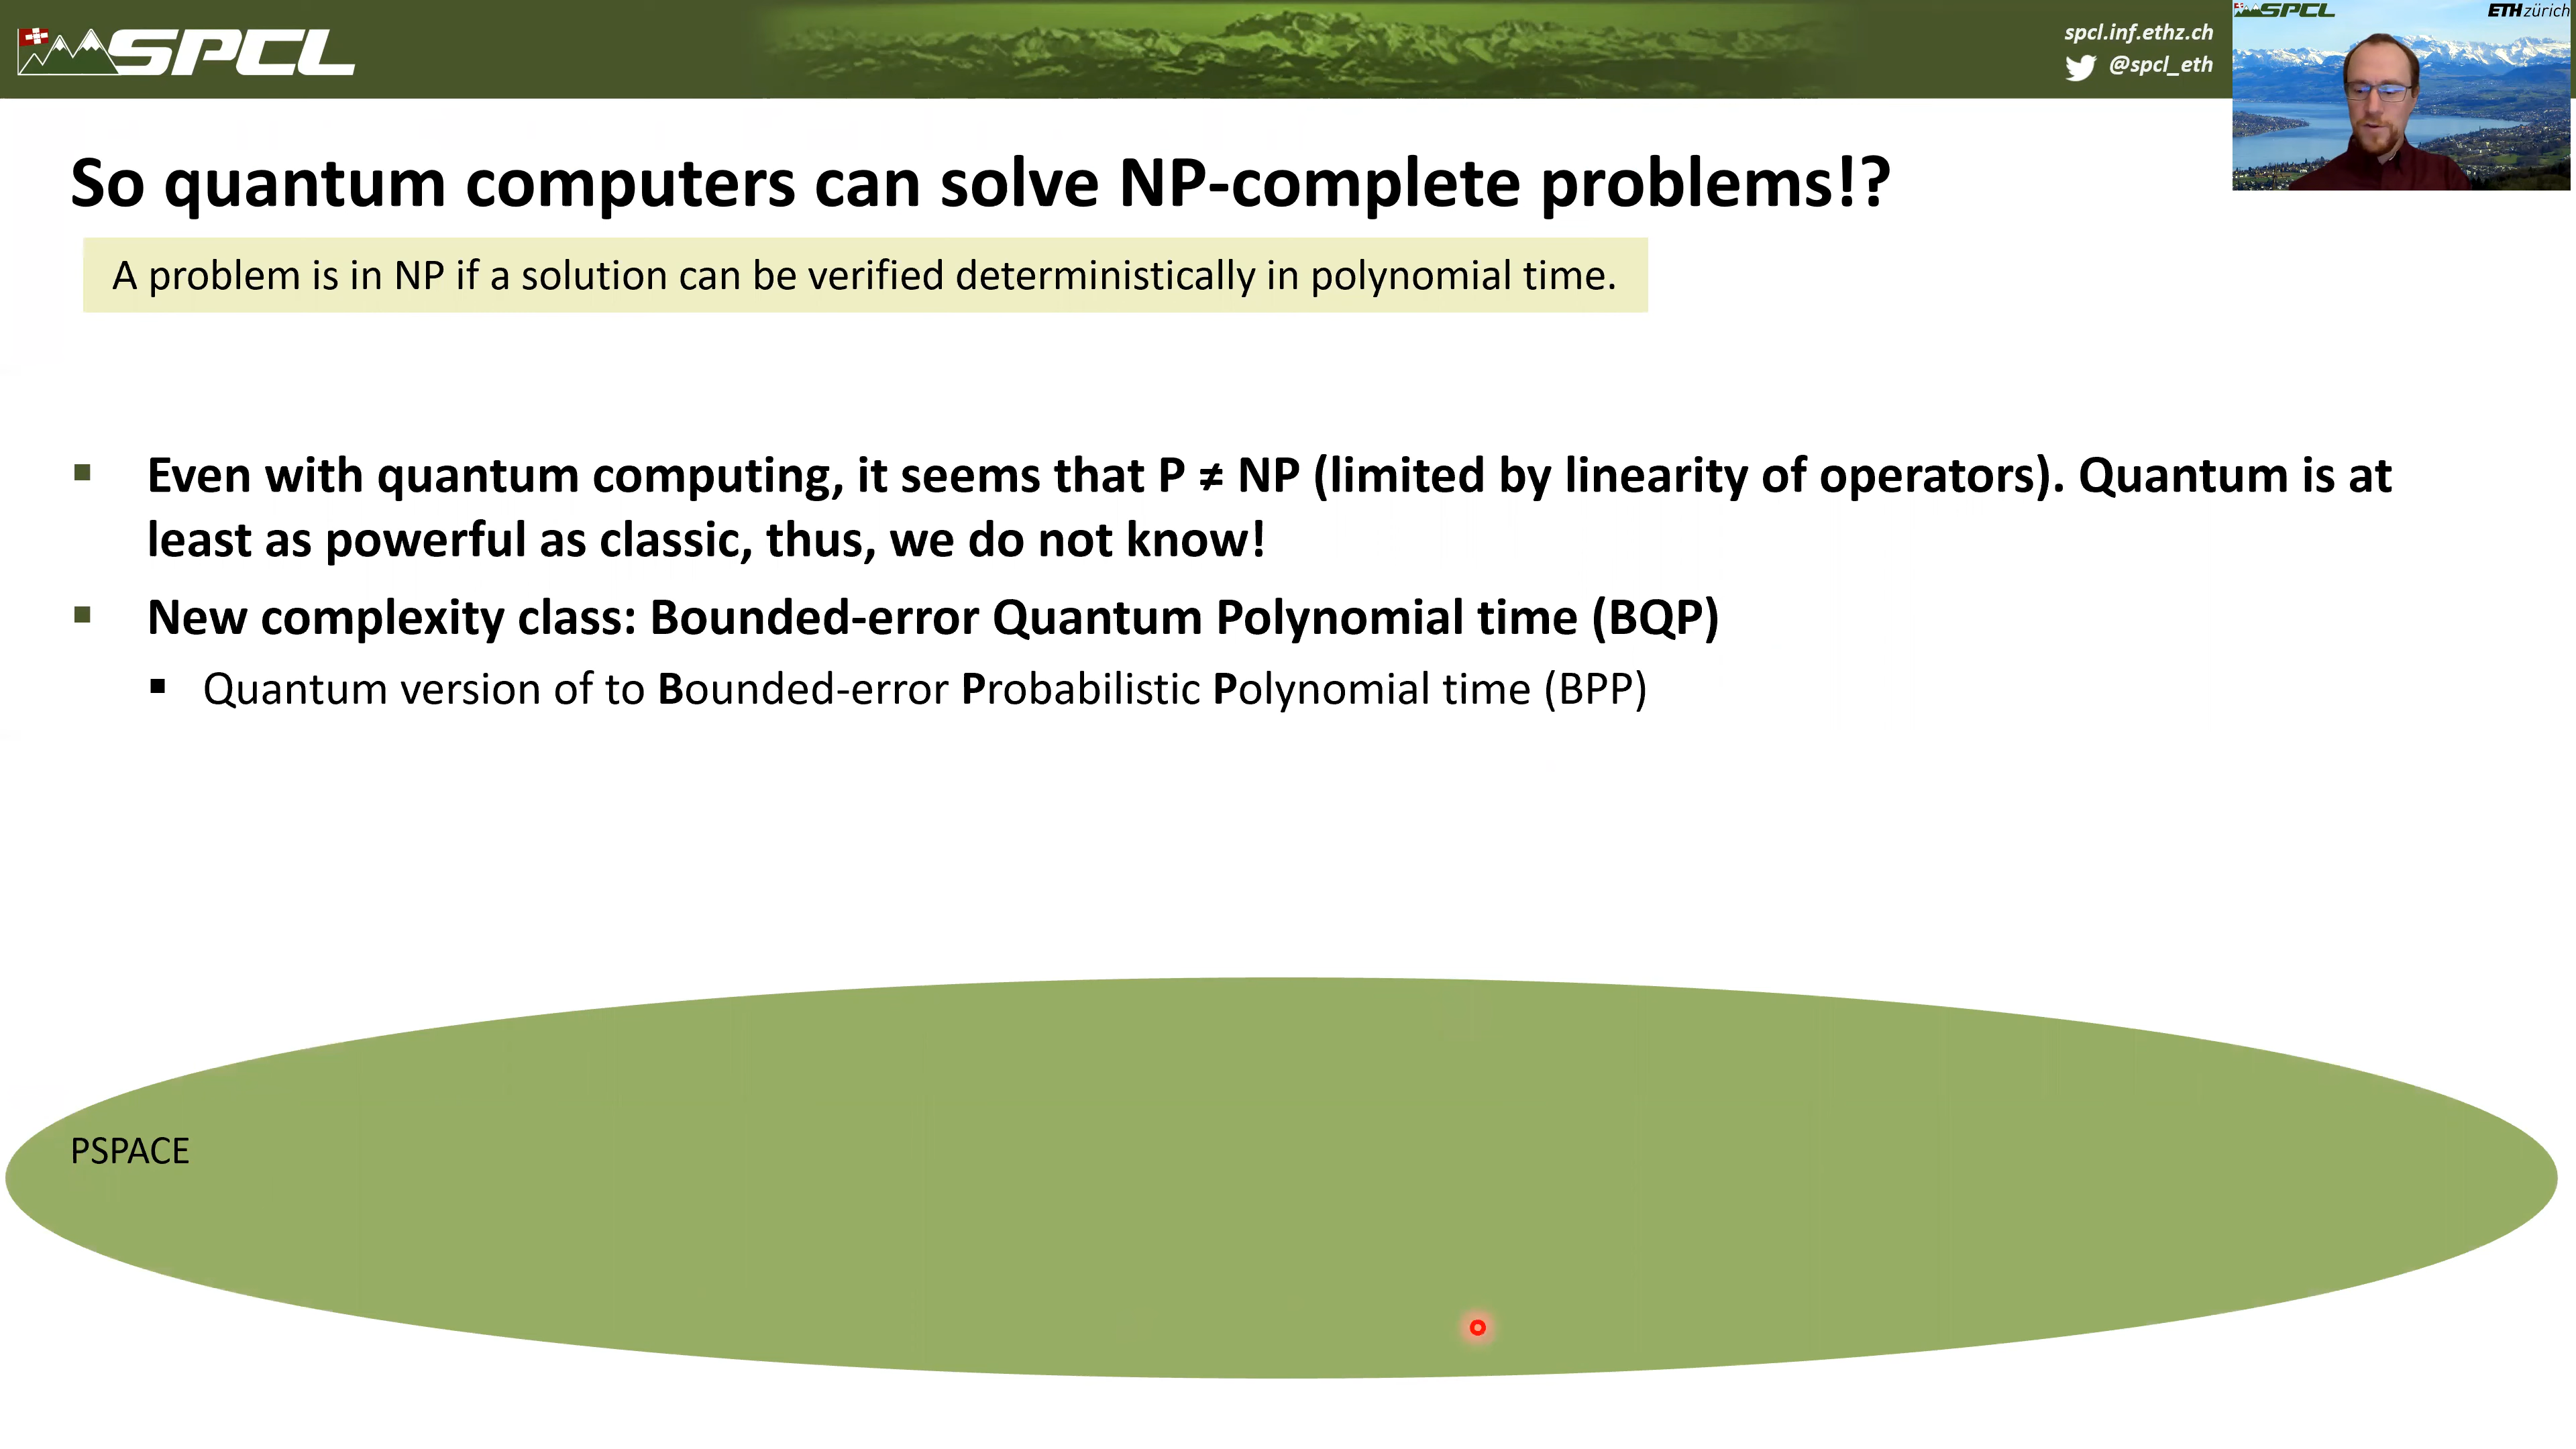 SPCL
spcl.inf.ethz.ch
@spcl_eth
SPCL
ETH zürich
So quantum computers can solve NP-complete problems!?
A problem is in NP if a solution can be verified deterministically in polynomial time.
Even with quantum computing, it seems that P ≠ NP (limited by linearity of operators). Quantum is at
least as powerful as classic, thus, we do not know!
New complexity class: Bounded-error Quantum Polynomial time (BQP)
Quantum version of to Bounded-error Probabilistic Polynomial time (BPP)
PSPACE